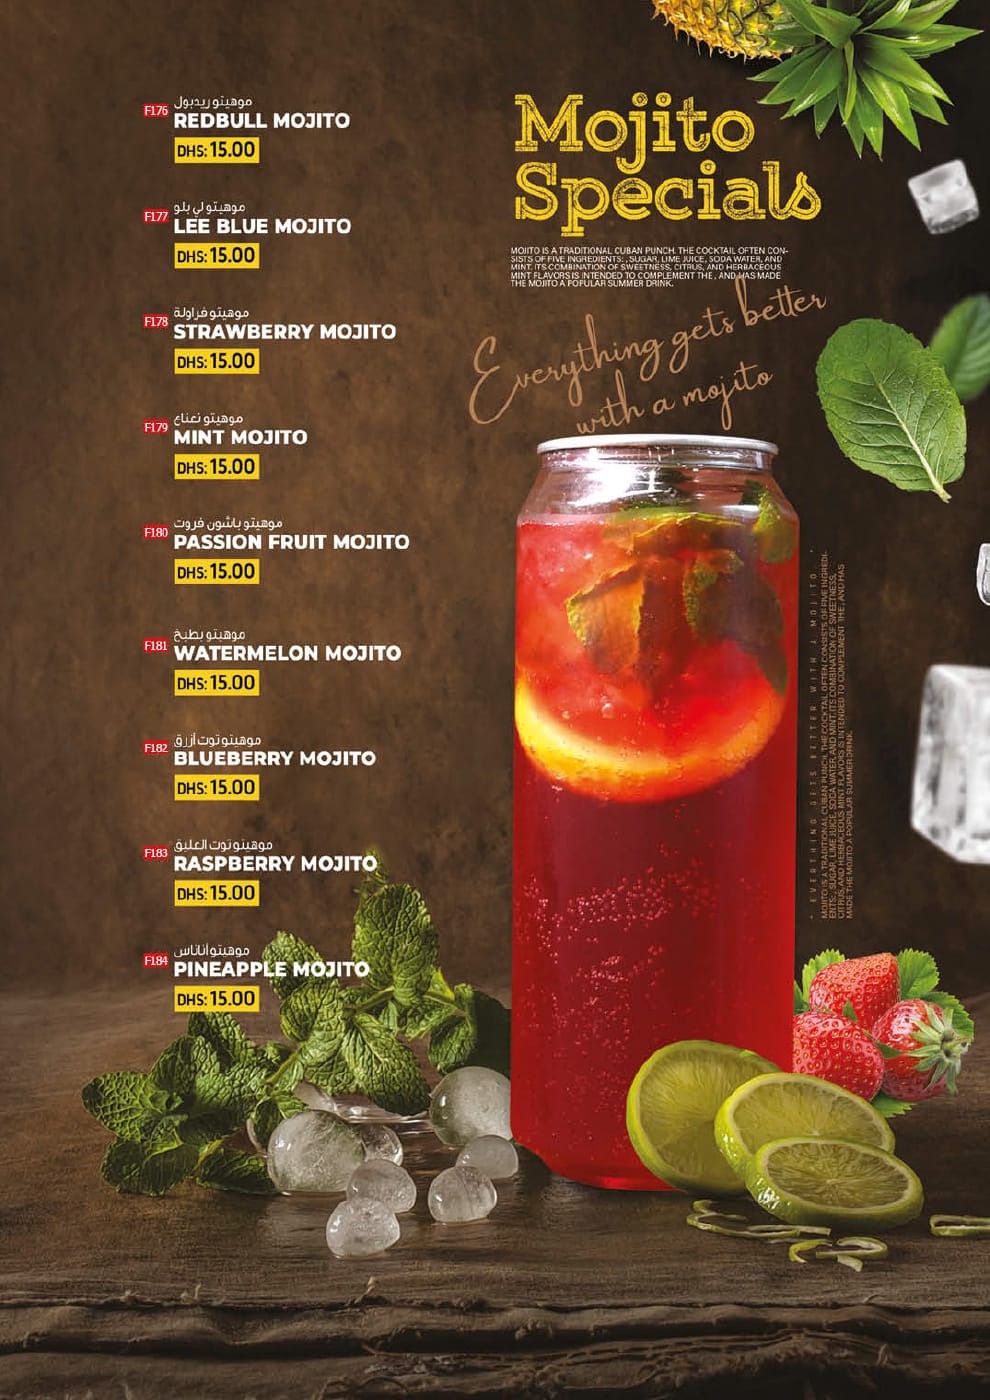 F176
موهيتو ريدبول
REDBULL MOJITO
DHS: 15.00
F177
موهيتو لي بلو
LEE BLUE MOJITO
DHS: 15.00
F178
موهيتو فراولة
STRAWBERRY MOJITO
DHS: 15.00
F179
موهيتو نعناع
MINT MOJITO
DHS: 15.00
F180
موهيتو باشون فروت
PASSION FRUIT MOJITO
DHS: 15.00
F181
موهيتو بطيخ
WATERMELON MOJITO
DHS: 15.00
F182
موهيتو توت أزرق
BLUEBERRY MOJITO
DHS: 15.00
F183
موهيتو توت العليق
RASPBERRY MOJITO
DHS: 15.00
F184
موهيتو أناناس
PINEAPPLE MOJITO
DHS: 15.00
Mojito
Specials
MOJITO IS A TRADITIONAL CUBAN PUNCH. THE COCKTAIL OFTEN CON-
SISTS OF FIVE INGREDIENTS: , SUGAR, LIME JUICE, SODA WATER, AND
MINT. ITS COMBINATION OF SWEETNESS, CITRUS, AND HERBACEOUS
MINT FLAVORS IS INTENDED TO COMPLEMENT THE , AND HAS MADE
THE MOJITO A POPULAR SUMMER DRINK.
Everything gets better
with a mojito
" EVERYTHING GETS BETTER WITH A MOJITO "
MOJITO IS A TRADITIONAL CUBAN PUNCH. THE COCKTAIL OFTEN CONSISTS OF FIVE INGREDI-
ENTS: , SUGAR, LIME JUICE, SODA WATER, AND MINT. ITS COMBINATION OF SWEETNESS,
CITRUS, AND HERBACEOUS MINT FLAVORS IS INTENDED TO COMPLEMENT THE , AND HAS
MADE THE MOJITO A POPULAR SUMMER DRINK.